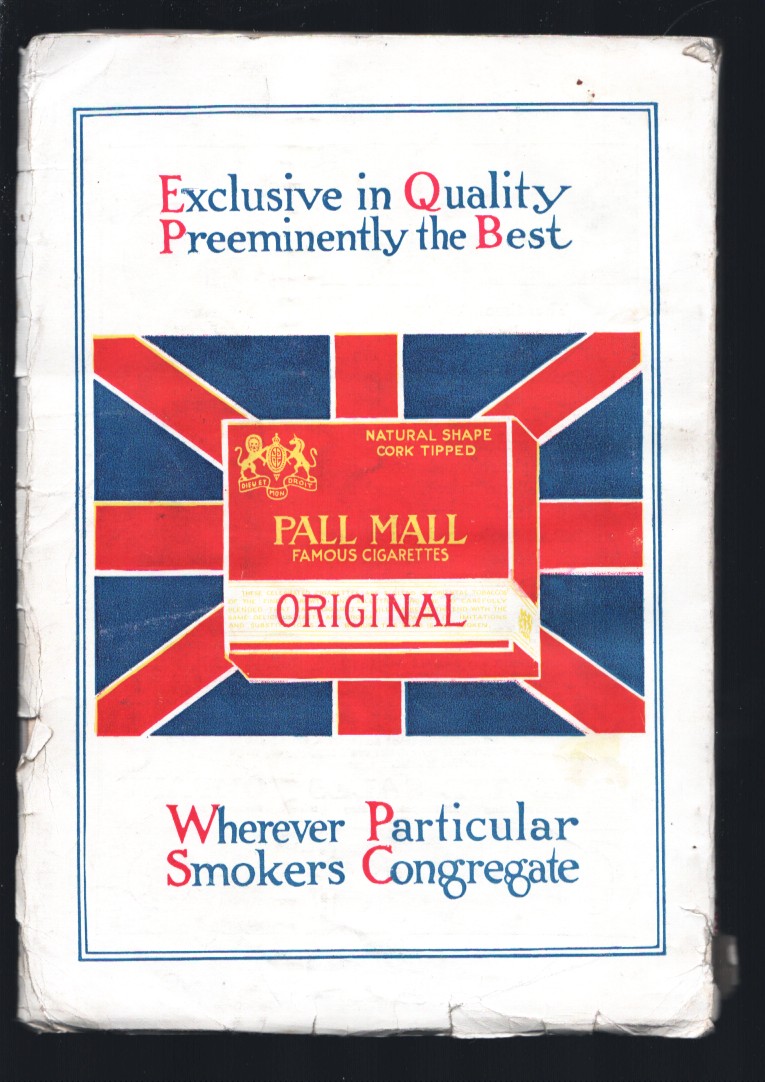 Exclusive in Quality
Preeminently the Best
NATURAL SHAPE
CORK TIPPED
DIEU ET MON DROIT
PALL MALL
FAMOUS CIGARETTES
ORIGINAL
Wherever Particular
Smokers Congregate